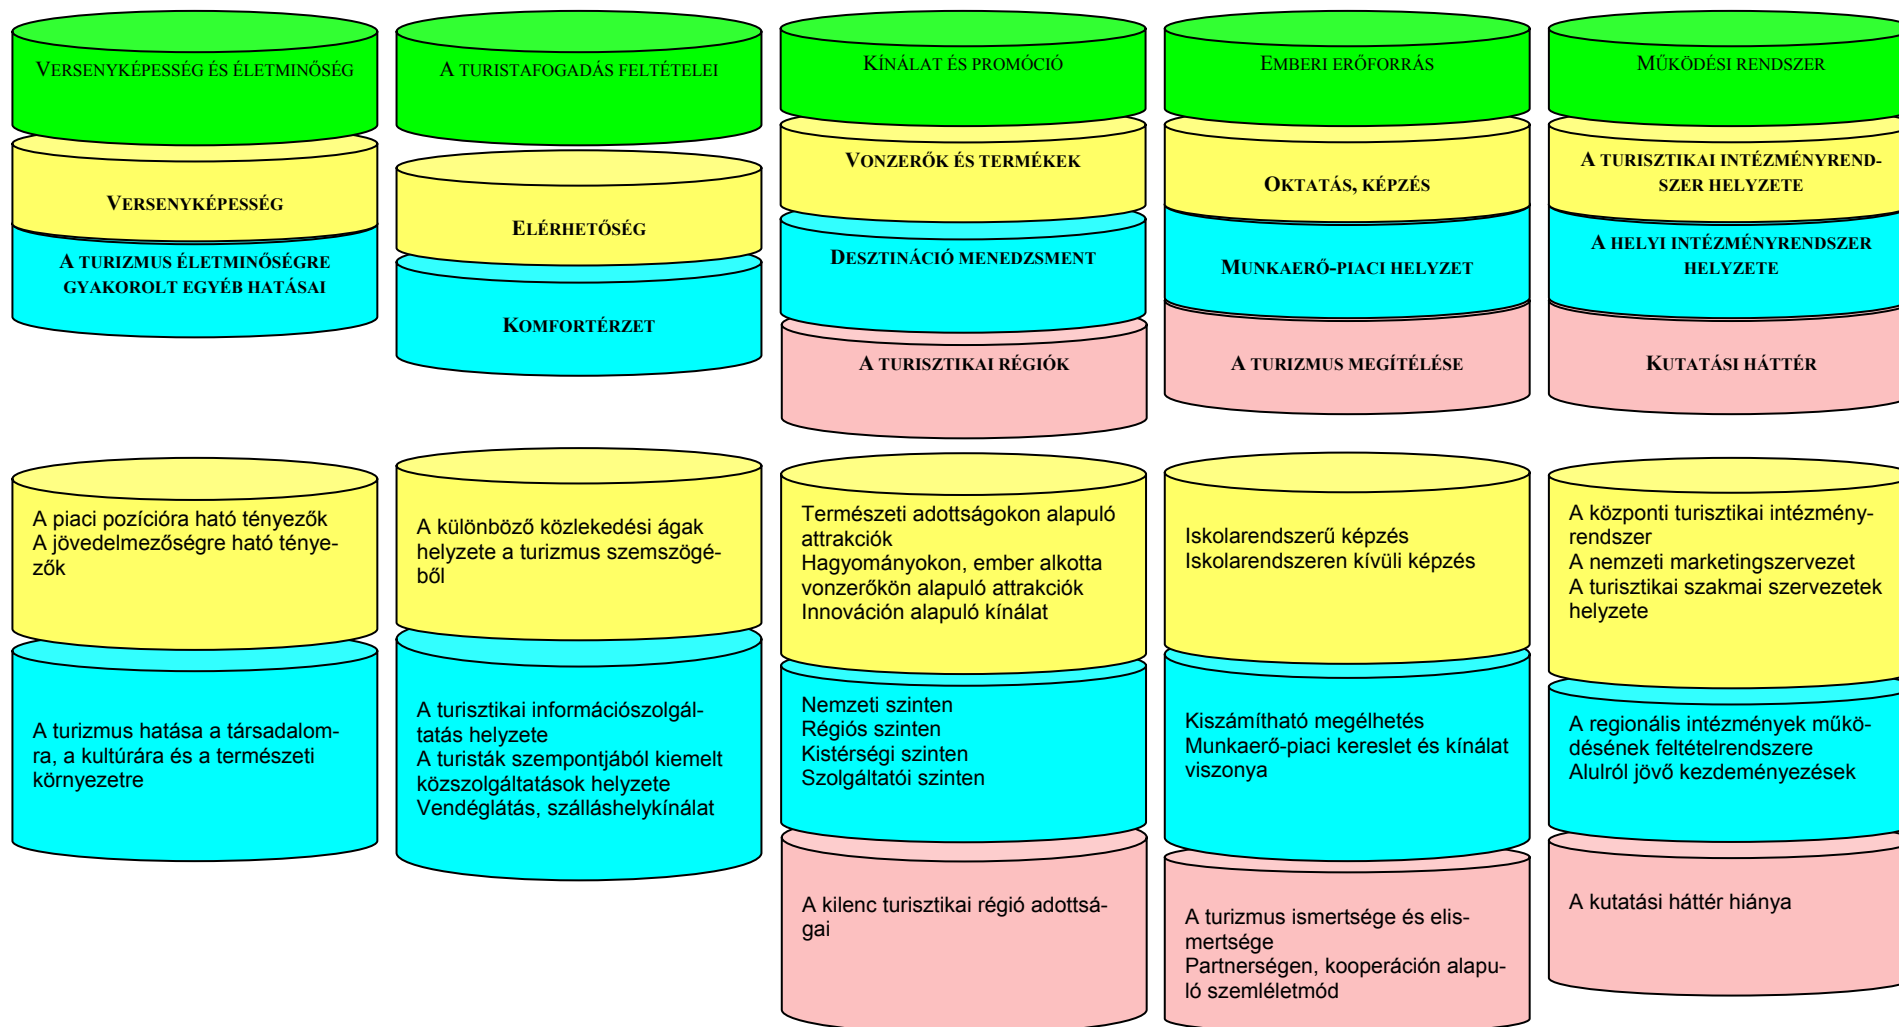 VERSENYKÉPESSÉG ÉS ÉLETMINŐSÉG
VERSENYKÉPESSÉG
A TURIZMUS ÉLETMINŐSÉGRE
GYAKOROLT EGYÉB HATÁSAI
A TURISTAFOGADÁS FELTÉTELEI
ELÉRHETŐSÉG
KOMFORTÉRZET
KÍNÁLAT ÉS PROMÓCIÓ
VONZERŐK ÉS TERMÉKEK
DESZTINÁCIÓ MENEDZSMENT
A TURISZTIKAI RÉGIÓK
EMBERI ERŐFORRÁS
OKTATÁS, KÉPZÉS
MUNKAERŐ-PIACI HELYZET
A TURIZMUS MEGÍTÉLÉSE
MŰKÖDÉSI RENDSZER
A TURISZTIKAI INTÉZMÉNYREND-
SZER HELYZETE
A HELYI INTÉZMÉNYRENDSZER
HELYZETE
KUTATÁSI HÁTTÉR
A piaci pozícióra ható tényezők
A jövedelmezőségre ható ténye-
zők
A turizmus hatása a társadalom-
ra, a kultúrára és a természeti
környezetre
A különböző közlekedési ágak
helyzete a turizmus szemszögé-
ből
A turisztikai információszolgál-
tatás helyzete
A turisták szempontjából kiemelt
közszolgáltatások helyzete
Vendéglátás, szálláshelykínálat
Természeti adottságokon alapuló
attrakciók
Hagyományokon, ember alkotta
vonzerőkön alapuló attrakciók
Innováción alapuló kínálat
Nemzeti szinten
Régiós szinten
Kistérségi szinten
Szolgáltatói szinten
A kilenc turisztikai régió adottsá-
gai
Iskolarendszerű képzés
Iskolarendszeren kívüli képzés
Kiszámítható megélhetés
Munkaerő-piaci kereslet és kínálat
viszonya
A turizmus ismertsége és elis-
mertsége
Partnerségen, kooperáción alapu-
ló szemléletmód
A központi turisztikai intézmény-
rendszer
A nemzeti marketingszervezet
A turisztikai szakmai szervezetek
helyzete
A regionális intézmények műkö-
désének feltételrendszere
Alulról jövő kezdeményezések
A kutatási háttér hiánya